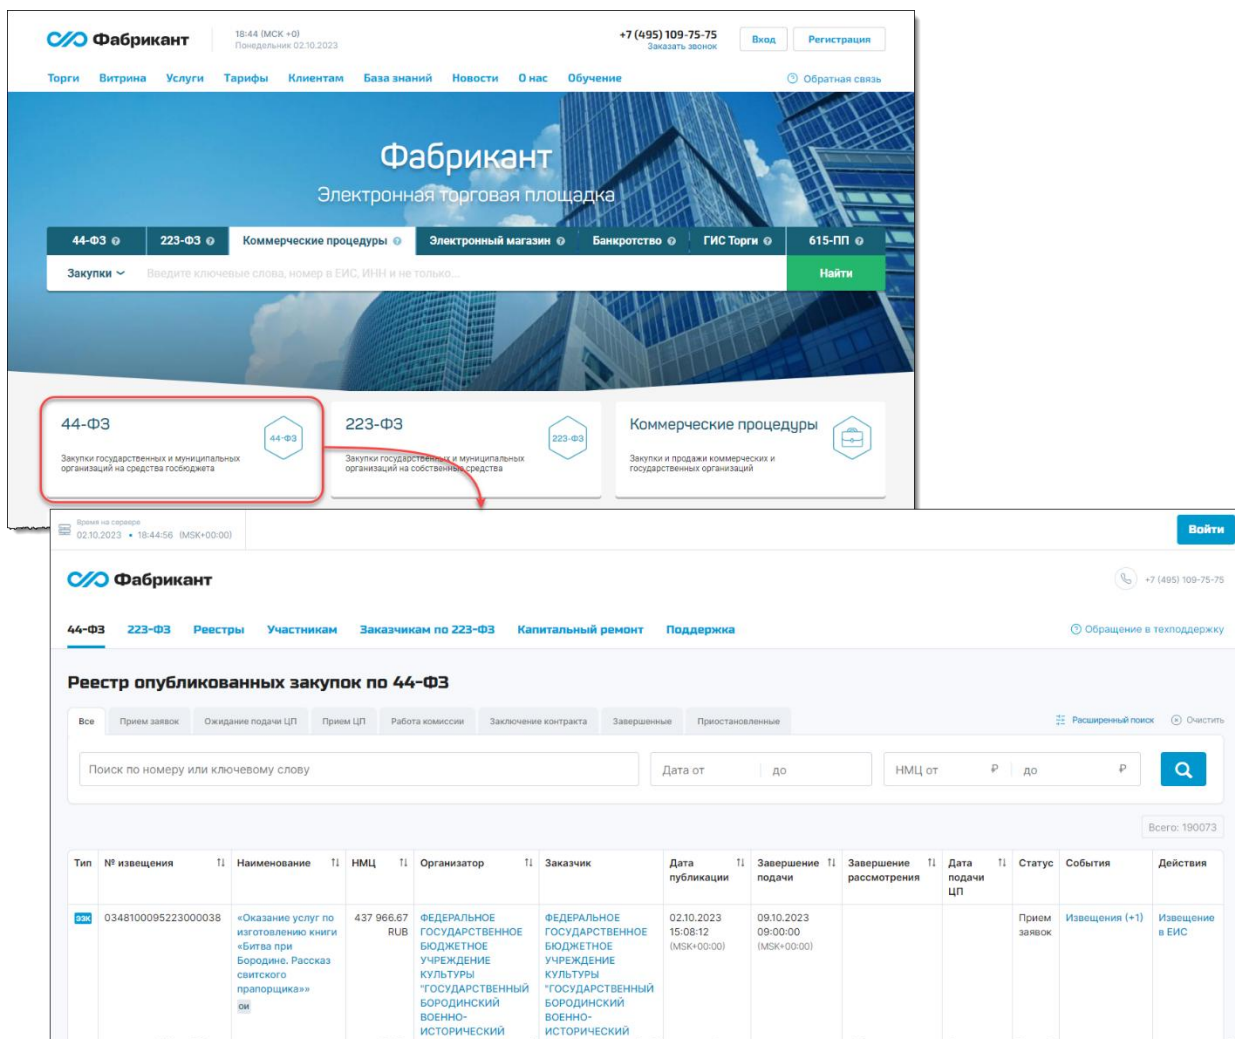 Фабрикант
18:44 (МСК +0)
Понедельник 02.10.2023
+7 (495) 109-75-75
Заказать звонок
Вход
Регистрация
Торги Витрина Услуги Тарифы Клиентам База знаний Новости О нас Обучение
Обратная связь
Фабрикант
Электронная торговая площадка
44-ФЗ 223-ФЗ Коммерческие процедуры Электронный магазин Банкротство ГИС Торги 615-ПП
Закупки Введите ключевые слова, номер в ЕИС, ИНН и не только... Найти
44-ФЗ
44-ФЗ
Закупки государственных и муниципальных
организаций на средства госбюджета
223-ФЗ
223-ФЗ
Закупки государственных и муниципальных
организаций на собственные средства
Коммерческие процедуры
Закупки и продажи коммерческих и
государственных организаций
Время на сервере
02.10.2023 • 18:44:56 (MSK+00:00)
Войти
Фабрикант
+7 (495) 109-75-75
44-ФЗ 223-ФЗ Реестры Участникам Заказчикам по 223-ФЗ Капитальный ремонт Поддержка
Обращение в техподдержку
Реестр опубликованных закупок по 44-ФЗ
Все Прием заявок Ожидание подачи ЦП Прием ЦП Работа комиссии Заключение контракта Завершенные Приостановленные
Расширенный поиск Очистить
Поиск по номеру или ключевому слову
Дата от до
НМЦ от ₽ до ₽
Всего: 190073
Тип
№ извещения
Наименование
НМЦ
Организатор
Заказчик
Дата
публикации
Завершение
подачи
Завершение
рассмотрения
Дата
подачи
ЦП
Статус
События
Действия
ЭЗК
0348100095223000038
«Оказание услуг по
изготовлению книги
«Битва при
Бородине. Рассказ
свитского
прапорщика»»
ОИ
437 966.67
RUB
ФЕДЕРАЛЬНОЕ
ГОСУДАРСТВЕННОЕ
БЮДЖЕТНОЕ
УЧРЕЖДЕНИЕ
КУЛЬТУРЫ
"ГОСУДАРСТВЕННЫЙ
БОРОДИНСКИЙ
ВОЕННО-
ИСТОРИЧЕСКИЙ
ФЕДЕРАЛЬНОЕ
ГОСУДАРСТВЕННОЕ
БЮДЖЕТНОЕ
УЧРЕЖДЕНИЕ
КУЛЬТУРЫ
"ГОСУДАРСТВЕННЫЙ
БОРОДИНСКИЙ
ВОЕННО-
ИСТОРИЧЕСКИЙ
02.10.2023
15:08:12
(MSK+00:00)
09.10.2023
09:00:00
(MSK+00:00)
Прием
заявок
Извещения (+1)
Извещение
в ЕИС